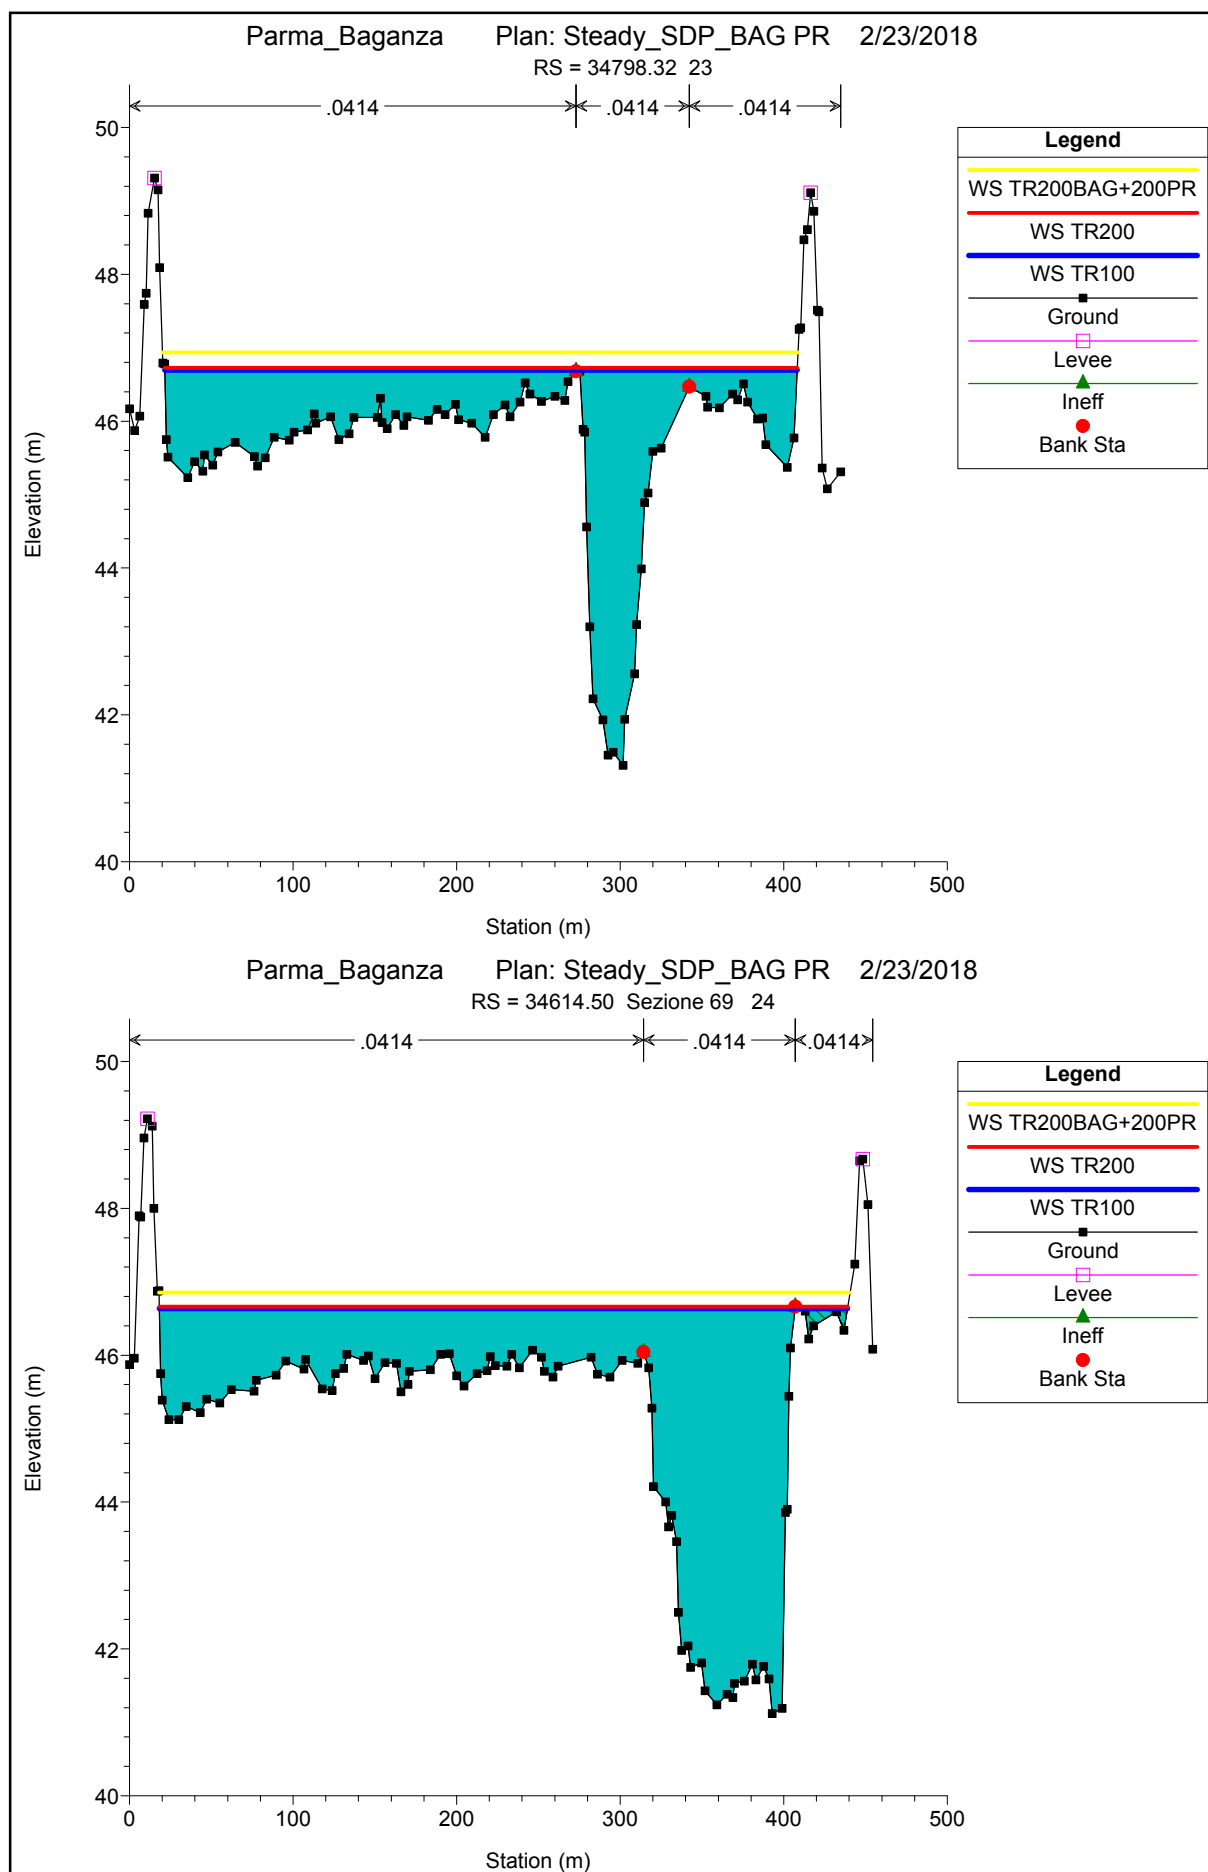 Parma_Baganza Plan: Steady_SDP_BAG PR 2/23/2018
RS = 34798.32 23
.0414 .0414 .0414
50
48
46
44
42
40
0 100 200 300 400 500
Station (m)
Elevation (m)
Legend
WS TR200BAG+200PR
WS TR200
WS TR100
Ground
Levee
Ineff
Bank Sta
Parma_Baganza Plan: Steady_SDP_BAG PR 2/23/2018
RS = 34614.50 Sezione 69 24
.0414 .0414 .0414
50
48
46
44
42
40
0 100 200 300 400 500
Station (m)
Elevation (m)
Legend
WS TR200BAG+200PR
WS TR200
WS TR100
Ground
Levee
Ineff
Bank Sta